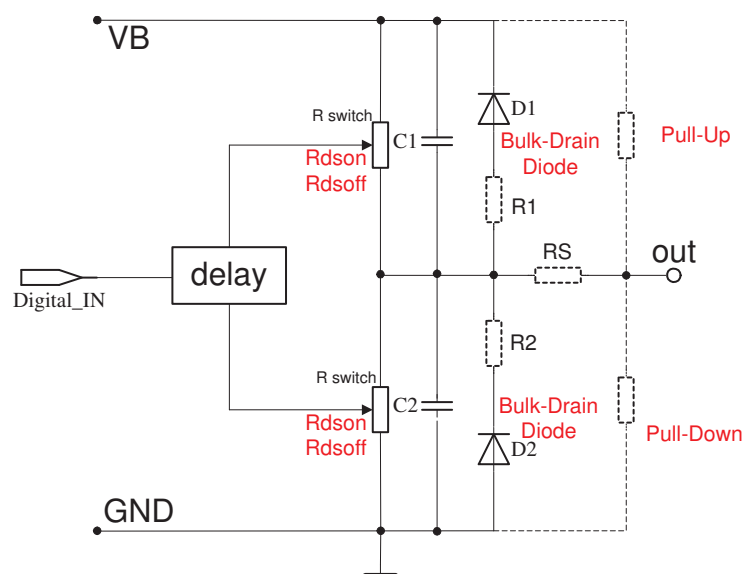 VB
R switch
C1
D1
Rdson
Rdsoff
Bulk-Drain
Diode
Pull-Up
R1
delay
RS
out
Digital_IN
R2
R switch
C2
Rdson
Rdsoff
Bulk-Drain
Diode
D2
Pull-Down
GND